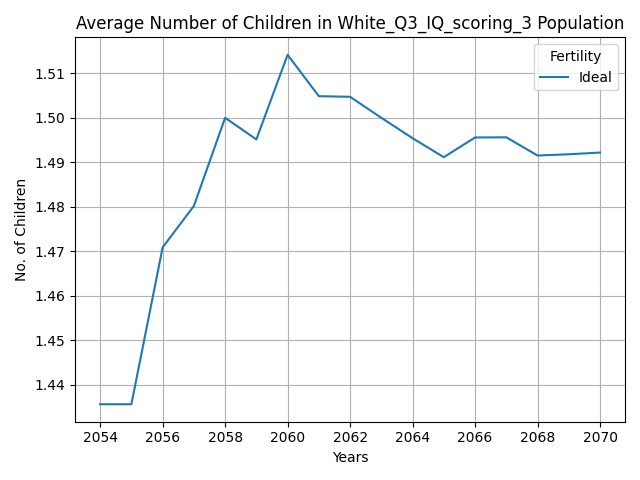 Average Number of Children in White_Q3_IQ_scoring_3 Population
Fertility
Ideal
No. of Children
1.51
1.50
1.49
1.48
1.47
1.46
1.45
1.44
2054 2056 2058 2060 2062 2064 2066 2068 2070
Years